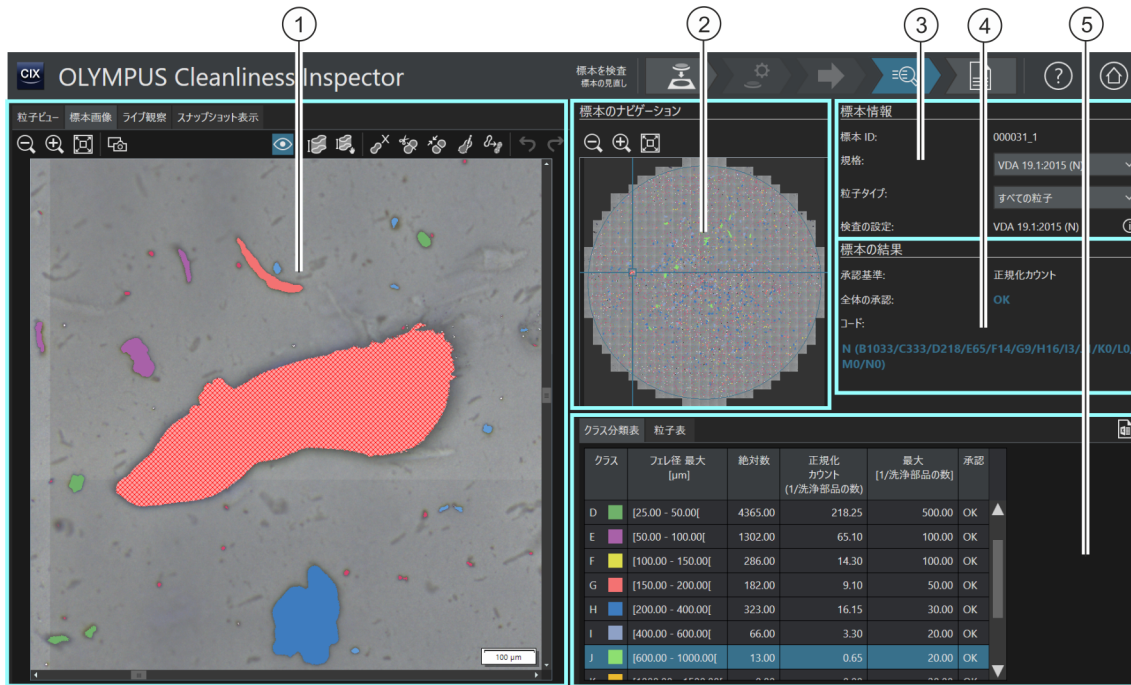 1
2
3
4
5
CIX
OLYMPUS Cleanliness Inspector
標本を検査
標本の見直し
?
粒子ビュー 標本画像 ライブ観察 スナップショット表示
100 µm
標本のナビゲーション
標本情報
標本 ID: 000031_1
規格: VDA 19.1:2015 (N)
粒子タイプ: すべての粒子
検査の設定: VDA 19.1:2015 (N)
標本の結果
承認基準: 正規化カウント
全体の承認: OK
コード:
N (B1033/C333/D218/E65/F14/G9/H16/I3/J1/K0/L0/
M0/N0)
クラス分類表 粒子表
クラス フェレ径 最大 [µm] 絶対数 正規化 カウント (1/洗浄部品の数) 最大 [1/洗浄部品の数] 承認
D [25.00 - 50.00[ 4365.00 218.25 500.00 OK
E [50.00 - 100.00[ 1302.00 65.10 100.00 OK
F [100.00 - 150.00[ 286.00 14.30 100.00 OK
G [150.00 - 200.00[ 182.00 9.10 50.00 OK
H [200.00 - 400.00[ 323.00 16.15 30.00 OK
I [400.00 - 600.00[ 66.00 3.30 20.00 OK
J [600.00 - 1000.00[ 13.00 0.65 20.00 OK